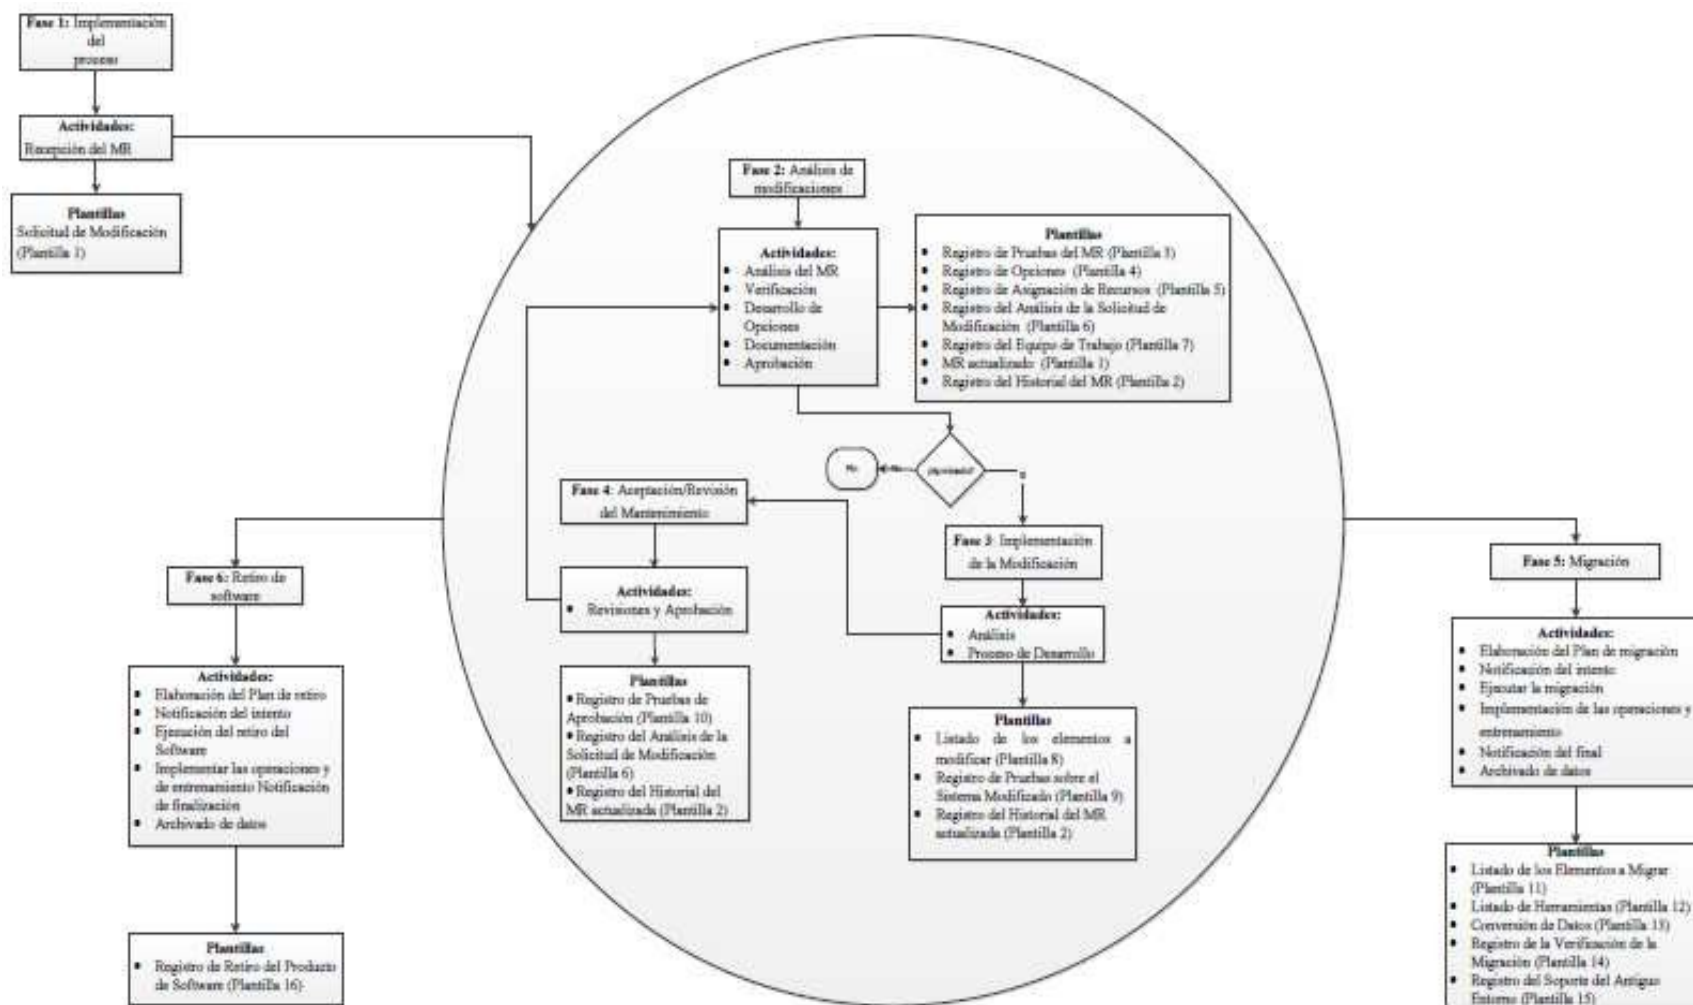 Fase 1: Implementación
del
proceso
Actividades:
Recepción del MR
Plantillas
Solicitud de Modificación
(Plantilla 1)
Fase 2: Análisis de
modificaciones
Actividades:
• Análisis del MR
• Verificación
• Desarrollo de
Opciones
• Documentación
• Aprobación
Plantillas
• Registro de Pruebas del MR (Plantilla 3)
• Registro de Opciones (Plantilla 4)
• Registro de Asignación de Recursos (Plantilla 5)
• Registro del Análisis de la Solicitud de
Modificación (Plantilla 6)
• Registro del Equipo de Trabajo (Plantilla 7)
• MR actualizado (Plantilla 1)
• Registro del Historial del MR (Plantilla 2)
No
Fase 3: Implementación
de la Modificación
Actividades:
• Análisis
• Proceso de Desarrollo
Plantillas
• Listado de los elementos a
modificar (Plantilla 8)
• Registro de Pruebas sobre el
Sistema Modificado (Plantilla 9)
• Registro del Historial del MR
actualizada (Plantilla 2)
Fase 4: Aceptación/Revisión
del Mantenimiento
Actividades:
• Revisiones y Aprobación
Plantillas
• Registro de Pruebas de
Aprobación (Plantilla 10)
• Registro del Análisis de la
Solicitud de Modificación
(Plantilla 6)
• Registro del Historial del
MR actualizada (Plantilla 2)
Fase 5: Migración
Actividades:
• Elaboración del Plan de migración
• Notificación del intento
• Ejecutar la migración
• Implementación de las operaciones y
entrenamiento
• Notificación del final
• Archivado de datos
Plantillas
• Listado de los Elementos a Migrar
(Plantilla 11)
• Listado de Herramientas (Plantilla 12)
• Conversión de Datos (Plantilla 13)
• Registro de la Verificación de la
Migración (Plantilla 14)
• Registro del Soporte del Antiguo
Entorno (Plantilla 15)
Fase 6: Retiro de
software
Actividades:
• Elaboración del Plan de retiro
• Notificación del intento
• Ejecución del retiro del
Software
• Implementar las operaciones y
de entrenamiento Notificación
de finalización
• Archivado de datos
Plantillas
• Registro de Retiro del Producto
de Software (Plantilla 16)